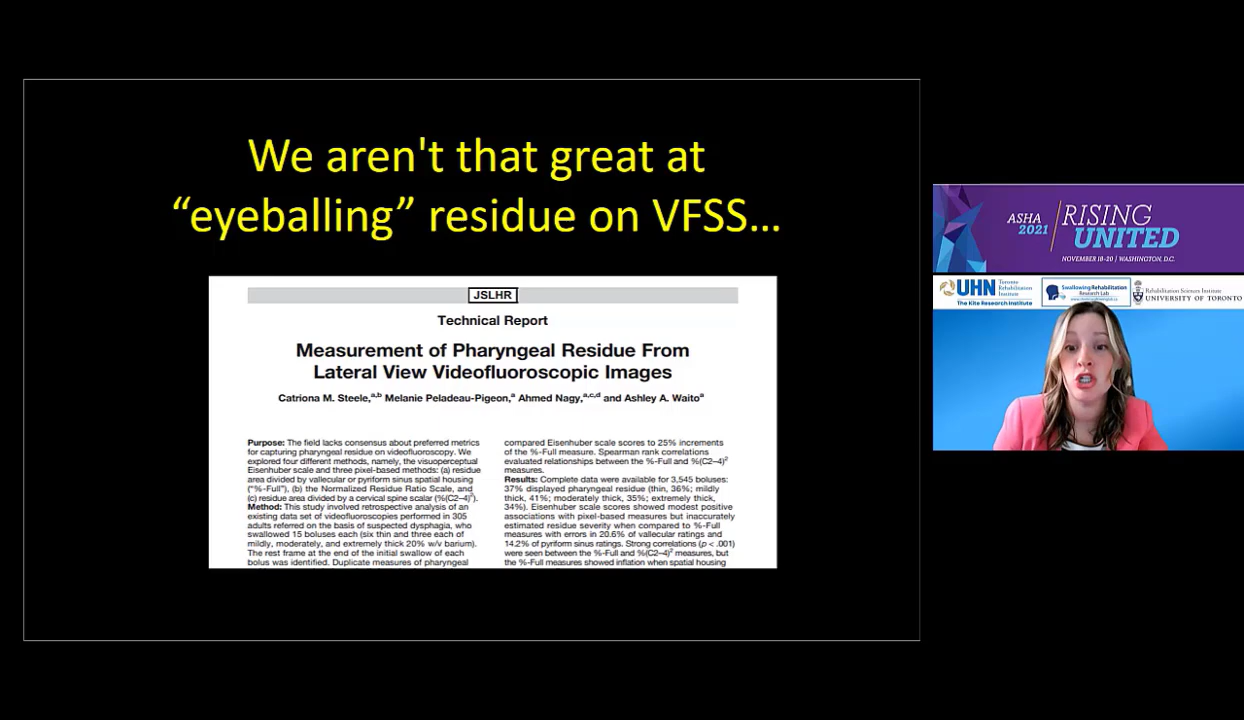 We aren't that great at
“eyeballing” residue on VFSS...
JSLHR
Technical Report
Measurement of Pharyngeal Residue From
Lateral View Videofluoroscopic Images
Catriona M. Steele,a,b Melanie Peladeau-Pigeon,a Ahmed Nagy,a,c,d and Ashley A. Waitoa
Purpose: The field lacks consensus about preferred metrics
for capturing pharyngeal residue on videofluoroscopy. We
explored four different methods, namely, the visuoperceptual
Eisenhuber scale and three pixel-based methods: (a) residue
area divided by vallecular or pyriform sinus spatial housing
(“%-Full”), (b) the Normalized Residue Ratio Scale, and
(c) residue area divided by a cervical spine scalar (%(C2–4)2).
Method: This study involved retrospective analysis of an
existing data set of videofluoroscopies performed in 305
adults referred on the basis of suspected dysphagia, who
swallowed 15 boluses each (six thin and three each of
mildly, moderately, and extremely thick 20% w/v barium).
The rest frame at the end of the initial swallow of each
bolus was identified. Duplicate measures of pharyngeal
compared Eisenhuber scale scores to 25% increments
of the %-Full measure. Spearman rank correlations
evaluated relationships between the %-Full and %(C2–4)2
measures.
Results: Complete data were available for 3,545 boluses:
37% displayed pharyngeal residue (thin, 36%; mildly
thick, 41%; moderately thick, 35%; extremely thick,
34%). Eisenhuber scale scores showed modest positive
associations with pixel-based measures but inaccurately
estimated residue severity when compared to %-Full
measures with errors in 20.6% of vallecular ratings and
14.2% of pyriform sinus ratings. Strong correlations (p < .001)
were seen between the %-Full and %(C2–4)2 measures, but
the %-Full measures showed inflation when spatial housing
ASHA
2021
RISING
UNITED
NOVEMBER 18-20 | WASHINGTON, D.C.
UHN
Toronto
Rehabilitation
Institute
The Kite Research Institute
Swallowing Rehabilitation
Research Lab
Rehabilitation Sciences Institute
UNIVERSITY OF TORONTO